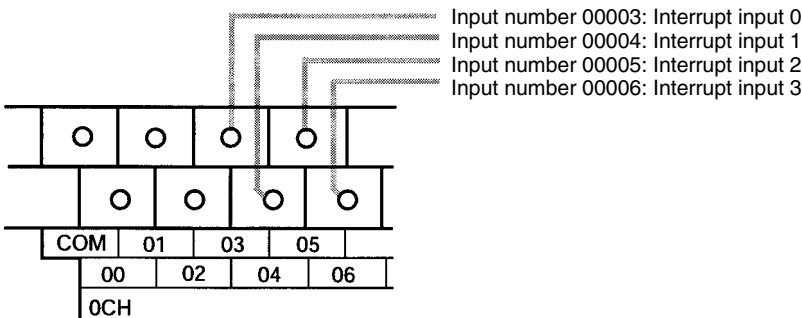 Input number 00003: Interrupt input 0
Input number 00004: Interrupt input 1
Input number 00005: Interrupt input 2
Input number 00006: Interrupt input 3
COM 01 03 05
00 02 04 06
0CH